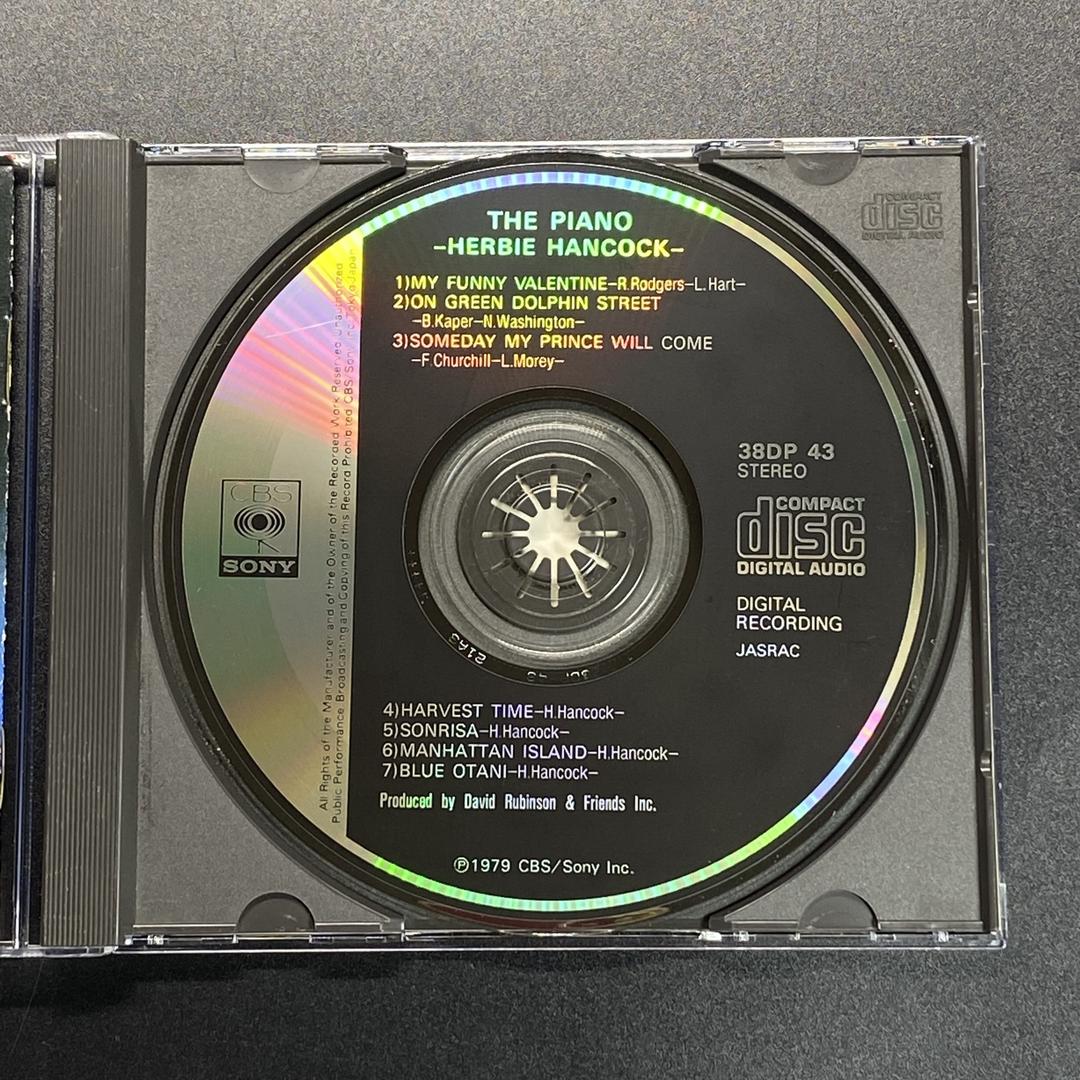 COMPACT
disc
DIGITAL AUDIO
THE PIANO
-HERBIE HANCOCK-
1)MY FUNNY VALENTINE-R.Rodgers-L.Hart-
2)ON GREEN DOLPHIN STREET
-B.Kaper-N.Washington-
3)SOMEDAY MY PRINCE WILL COME
-F.Churchill-L.Morey-
All Rights of the Manufacturer and of the Owner of the Recorded Work Reserved Unauthorized
Public Performance Broadcasting and Copying of this Record Prohibited CBS/Sony Inc. Tokyo Japan
CBS
SONY
38DP 43
STEREO
COMPACT
disc
DIGITAL AUDIO
DIGITAL
RECORDING
JASRAC
21A3
4)HARVEST TIME-H.Hancock-
5)SONRISA-H.Hancock-
6)MANHATTAN ISLAND-H.Hancock-
7)BLUE OTANI-H.Hancock-
Produced by David Rubinson & Friends Inc.
Ⓟ1979 CBS/Sony Inc.